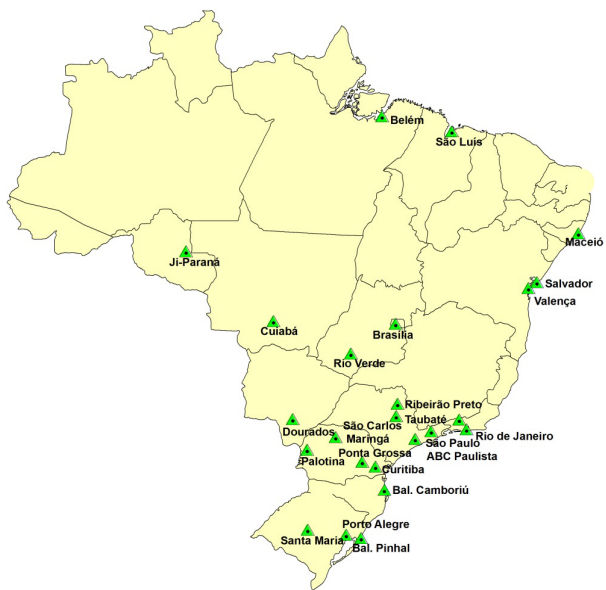 Belém
São Luís
Maceió
Ji-Paraná
Salvador
Valença
Cuiabá
Brasília
Rio Verde
Ribeirão Preto
Dourados
São Carlos
Taubaté
Maringá
São Paulo
Rio de Janeiro
Palotina
Ponta Grossa
ABC Paulista
Curitiba
Bal. Camboriú
Porto Alegre
Santa Maria
Bal. Pinhal